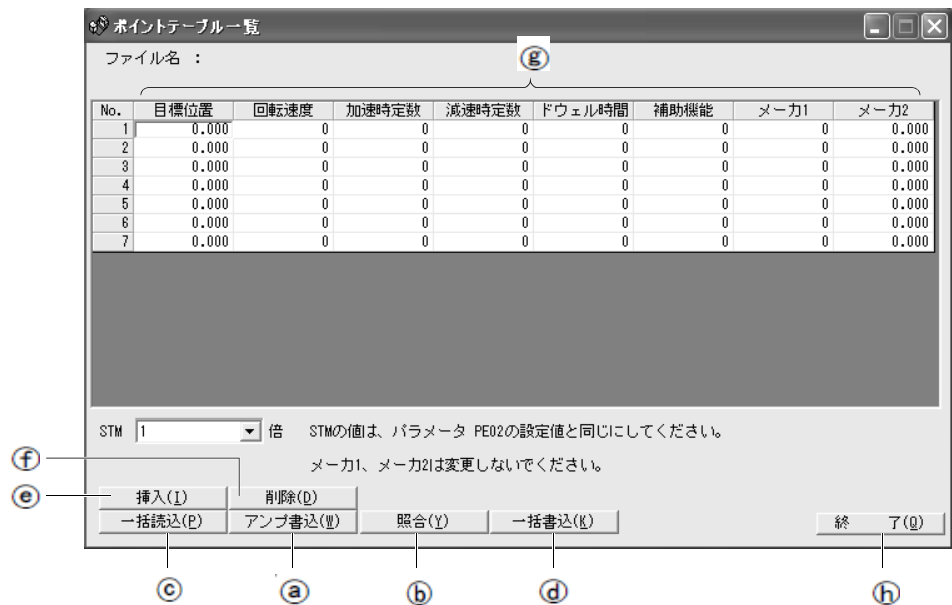 ポイントテーブル一覧
ファイル名 :
ⓖ
No. 目標位置 回転速度 加速時定数 減速時定数 ドウェル時間 補助機能 メーカ1 メーカ2
1 0.000 0 0 0 0 0 0 0.000
2 0.000 0 0 0 0 0 0 0.000
3 0.000 0 0 0 0 0 0 0.000
4 0.000 0 0 0 0 0 0 0.000
5 0.000 0 0 0 0 0 0 0.000
6 0.000 0 0 0 0 0 0 0.000
7 0.000 0 0 0 0 0 0 0.000
STM 1 倍 STMの値は、パラメータ PE02の設定値と同じにしてください。
メーカ1、メーカ2は変更しないでください。
ⓕ
ⓔ 挿入(I) 削除(D)
一括読込(P) アンプ書込(W) 照合(Y) 一括書込(K) 終 了(Q)
ⓒ ⓐ ⓑ ⓓ ⓗ